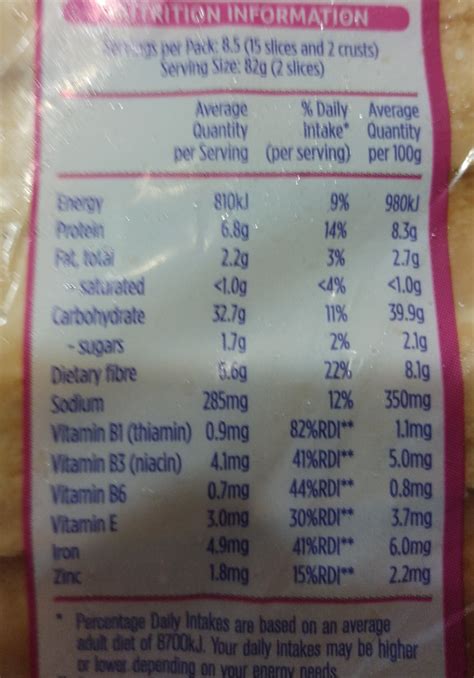 NUTRITION INFORMATION
Servings per Pack: 8.5 (15 slices and 2 crusts)
Serving Size: 82g (2 slices)
Average Quantity per Serving % Daily Intake* (per serving) Average Quantity per 100g
Energy 810kJ 9% 980kJ
Protein 6.8g 14% 8.3g
Fat, total 2.2g 3% 2.7g
- saturated <1.0g <4% <1.0g
Carbohydrate 32.7g 11% 39.9g
- sugars 1.7g 2% 2.1g
Dietary fibre 6.6g 22% 8.1g
Sodium 285mg 12% 350mg
Vitamin B1 (thiamin) 0.9mg 82%RDI** 1.1mg
Vitamin B3 (niacin) 4.1mg 41%RDI** 5.0mg
Vitamin B6 0.7mg 44%RDI** 0.8mg
Vitamin E 3.0mg 30%RDI** 3.7mg
Iron 4.9mg 41%RDI** 6.0mg
Zinc 1.8mg 15%RDI** 2.2mg
* Percentage Daily Intakes are based on an average
adult diet of 8700kJ. Your daily intakes may be higher
or lower depending on your energy needs.